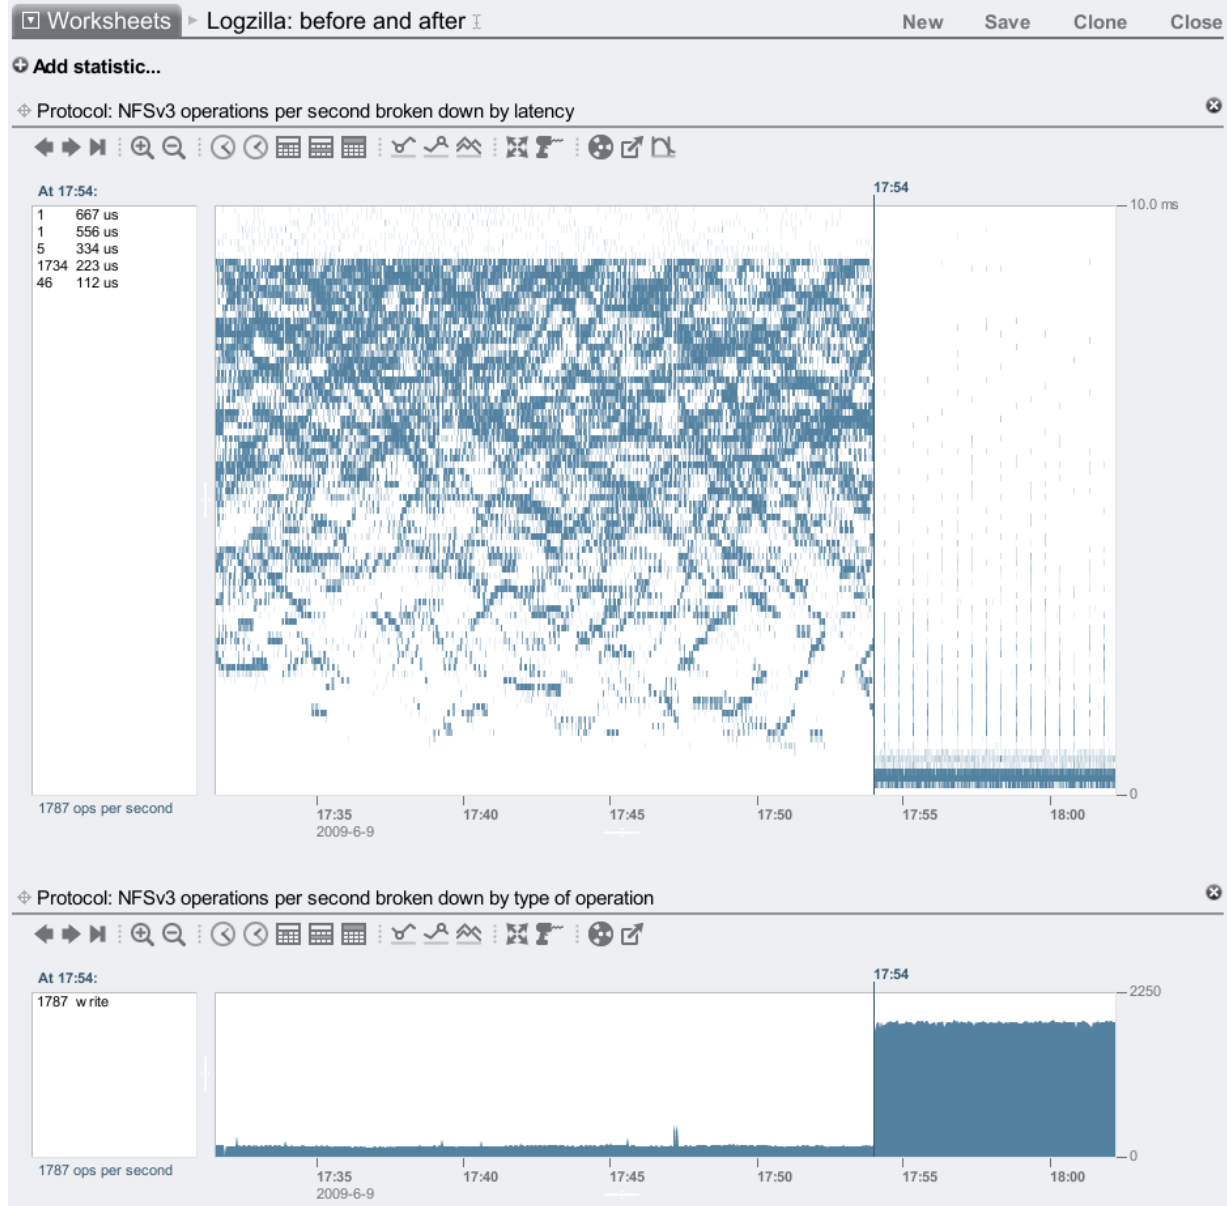 Worksheets Logzilla: before and after New Save Clone Close
Add statistic...
Protocol: NFSv3 operations per second broken down by latency
At 17:54:
17:54
10.0 ms
1 667 us
1 556 us
5 334 us
1734 223 us
46 112 us
0
1787 ops per second
17:35 17:40 17:45 17:50 17:55 18:00
2009-6-9
Protocol: NFSv3 operations per second broken down by type of operation
At 17:54:
17:54
2250
1787 write
0
1787 ops per second
17:35 17:40 17:45 17:50 17:55 18:00
2009-6-9